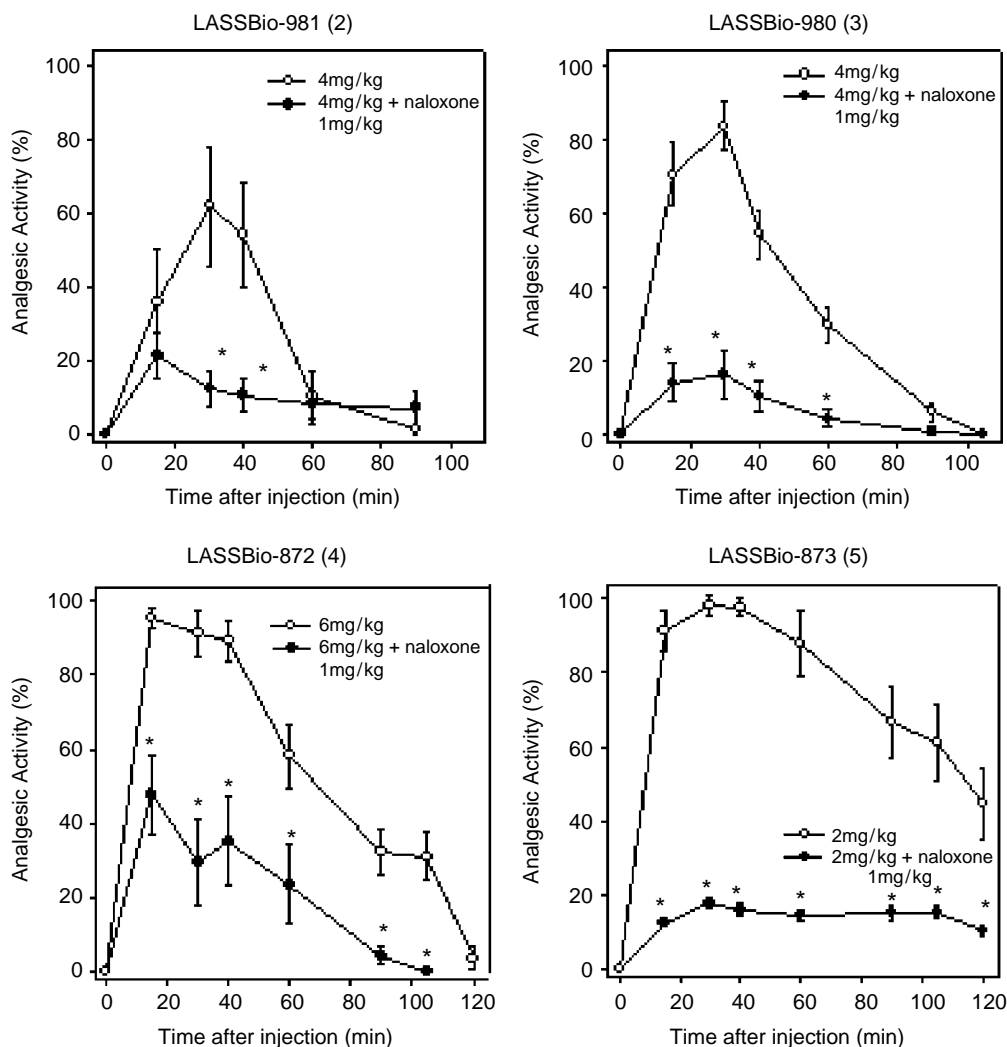 LASSBio-981 (2)
100
80
60
40
20
0
Analgesic Activity (%)
4mg/kg
4mg/kg + naloxone
1mg/kg
* *
0 20 40 60 80 100
Time after injection (min)
LASSBio-980 (3)
100
80
60
40
20
0
Analgesic Activity (%)
4mg/kg
4mg/kg + naloxone
1mg/kg
* * * *
0 20 40 60 80 100
Time after injection (min)
LASSBio-872 (4)
100
80
60
40
20
0
Analgesic Activity (%)
6mg/kg
6mg/kg + naloxone
1mg/kg
* * * * * *
0 20 40 60 80 100 120
Time after injection (min)
LASSBio-873 (5)
100
80
60
40
20
0
Analgesic Activity (%)
2mg/kg
2mg/kg + naloxone
1mg/kg
* * * * * * *
0 20 40 60 80 100 120
Time after injection (min)